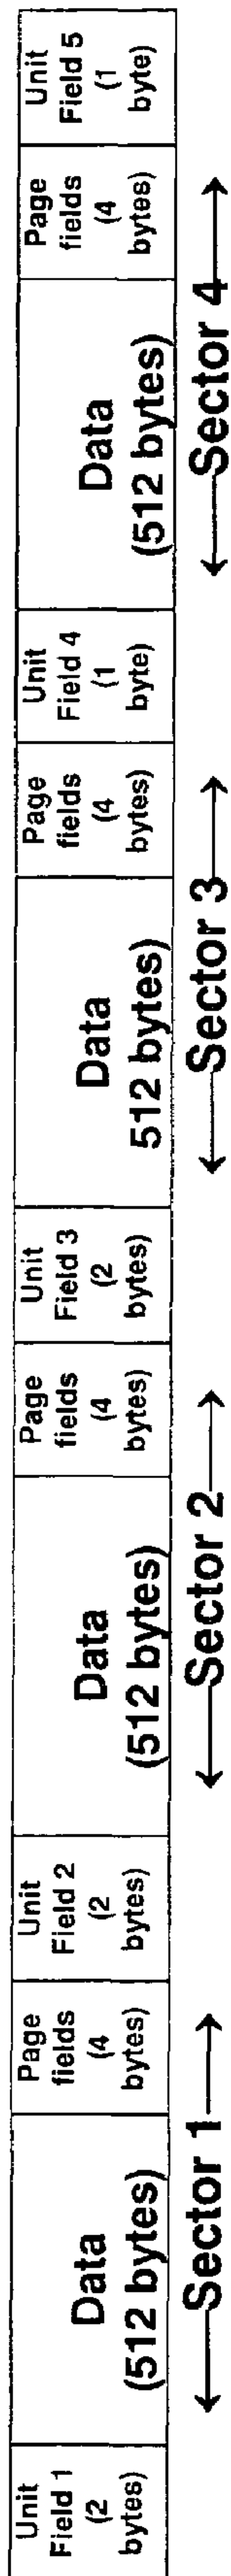 Unit
Field 1
(2
bytes)
Data
(512 bytes)
Page
fields
(4
bytes)
Unit
Field 2
(2
bytes)
Data
(512 bytes)
Page
fields
(4
bytes)
Unit
Field 3
(2
bytes)
Data
512 bytes)
Page
fields
(4
bytes)
Unit
Field 4
(1
byte)
Data
(512 bytes)
Page
fields
(4
bytes)
Unit
Field 5
(1
byte)
Sector 1
Sector 2
Sector 3
Sector 4